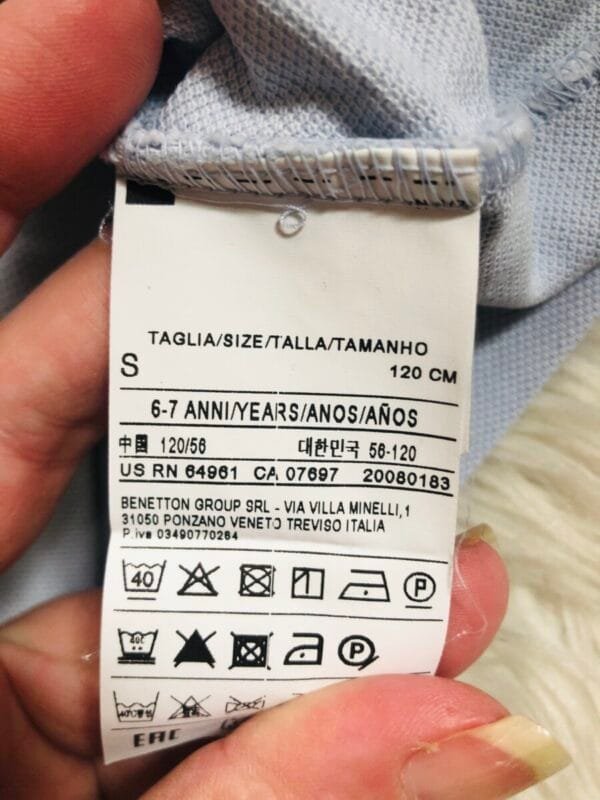 TAGLIA/SIZE/TALLA/TAMANHO
S 120 CM
6-7 ANNI/YEARS/ANOS/AÑOS
中国 120/56 대한민국 56-120
US RN 64961 CA 07697 20080183
BENETTON GROUP SRL - VIA VILLA MINELLI,1
31050 PONZANO VENETO TREVISO ITALIA
P.iva 03490770264
40 P
40C P
EAC